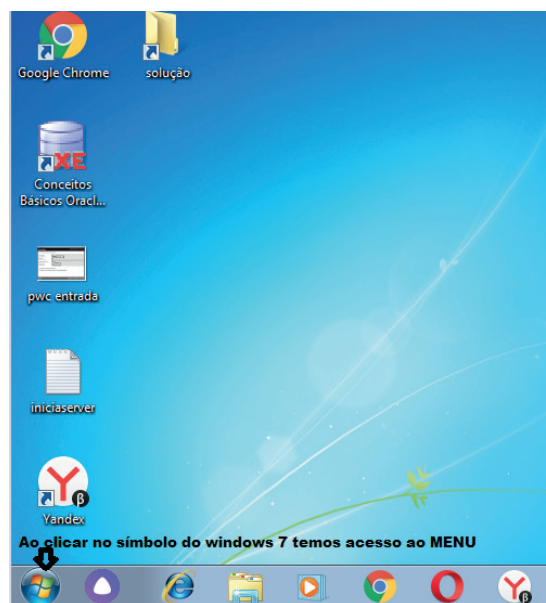 Google Chrome
solução
XE
Conceitos
Básicos Oracl...
pwc entrada
iniciaserver
Yandex
Ao clicar no símbolo do windows 7 temos acesso ao MENU